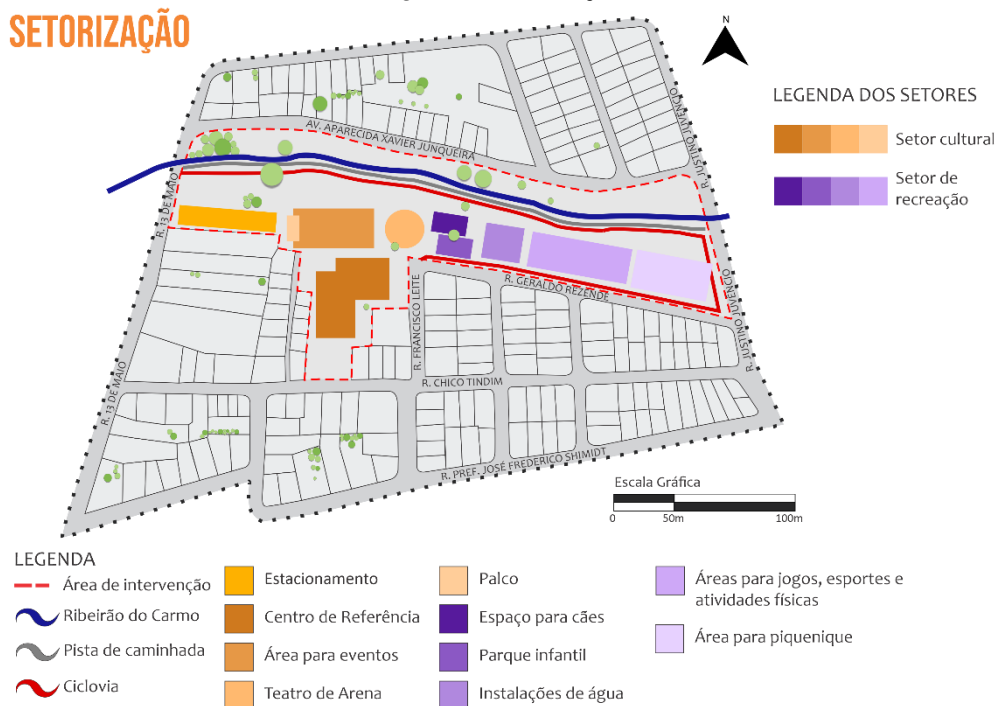 SETORIZAÇÃO
N
LEGENDA DOS SETORES
Setor cultural
Setor de
recreação
AV. APARECIDA XAVIER JUNQUEIRA
R. JUSTINO JUVENCIO
R. 13 DE MAIO
R. GERALDO REZENDE
R. FRANCISCO LEITE
R. JUSTINO JUVENCIO
R. 13 DE MAIO
R. CHICO TINDIM
R. PREF. JOSÉ FREDERICO SHIMIDT
Escala Gráfica
0 50m 100m
LEGENDA
Área de intervenção
Ribeirão do Carmo
Pista de caminhada
Ciclovia
Estacionamento
Centro de Referência
Área para eventos
Teatro de Arena
Palco
Espaço para cães
Parque infantil
Instalações de água
Áreas para jogos, esportes e
atividades físicas
Área para piquenique